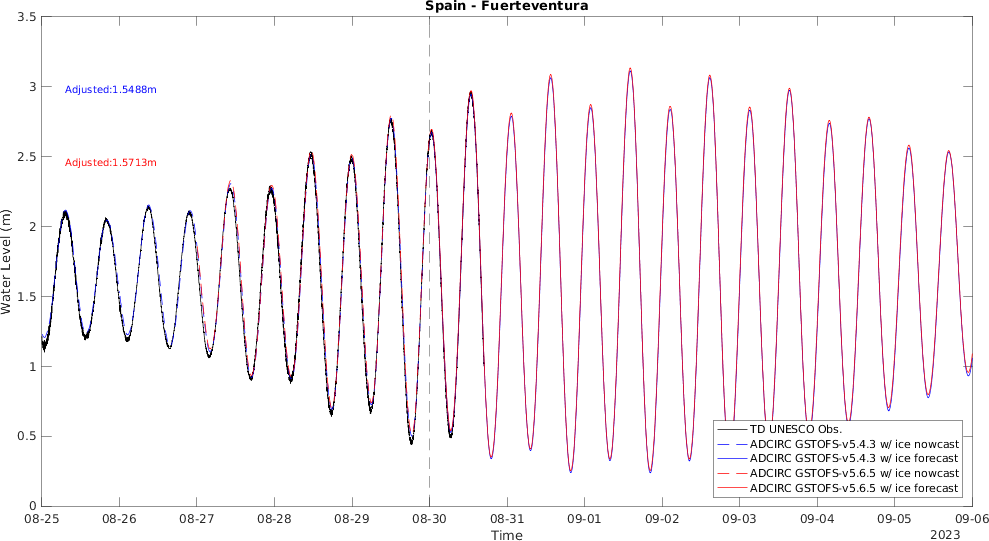 Spain - Fuerteventura
Water Level (m)
3.5
3
2.5
2
1.5
1
0.5
0
Adjusted:1.5488m
Adjusted:1.5713m
TD UNESCO Obs.
ADCIRC GSTOFS-v5.4.3 w/ ice nowcast
ADCIRC GSTOFS-v5.4.3 w/ ice forecast
ADCIRC GSTOFS-v5.6.5 w/ ice nowcast
ADCIRC GSTOFS-v5.6.5 w/ ice forecast
08-25 08-26 08-27 08-28 08-29 08-30 08-31 09-01 09-02 09-03 09-04 09-05 09-06
Time
2023